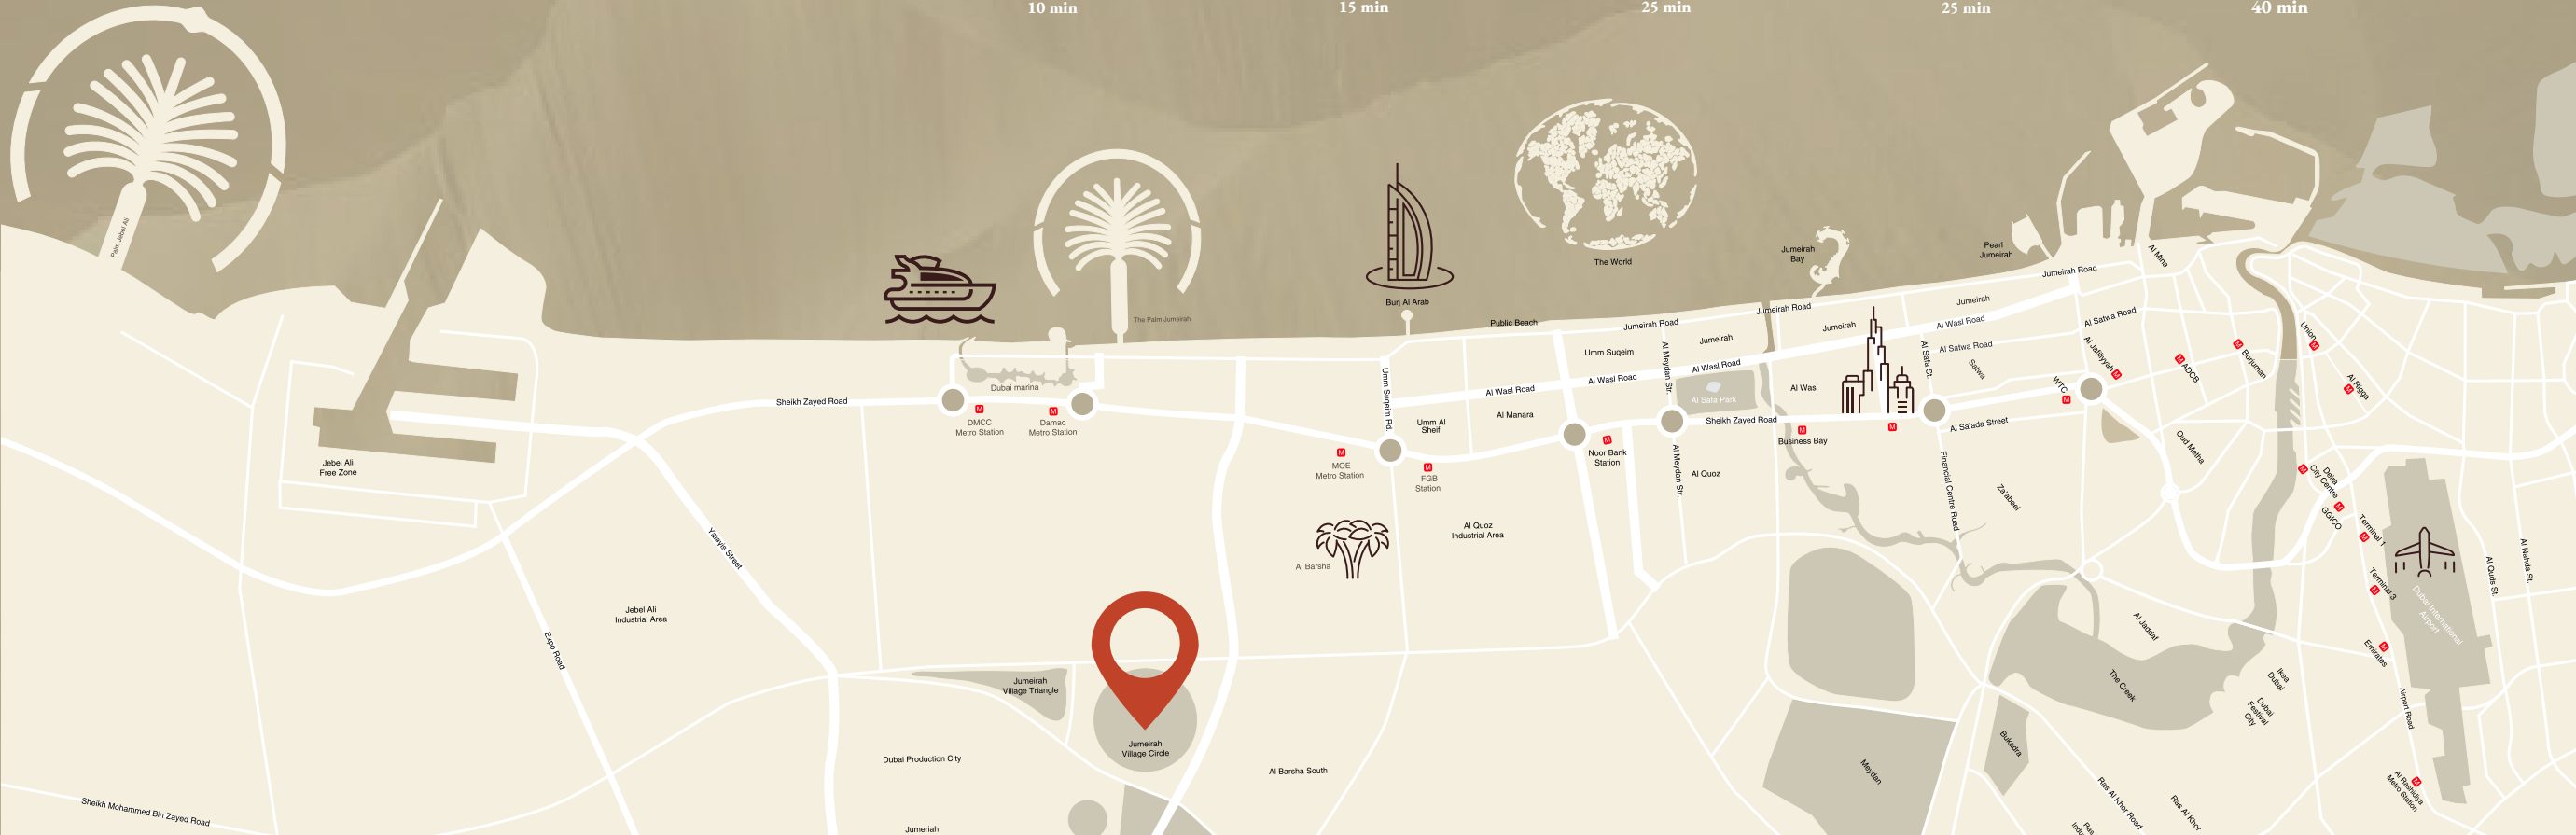 10 min
15 min
25 min
25 min
40 min
Palm Jebel Ali
The Palm Jumeirah
Burj Al Arab
The World
Jumeirah
Bay
Pearl
Jumeirah
Al Mina
Jumeirah Road
Public Beach
Jumeirah Road
Jumeirah Road
Jumeirah
Jumeirah
Jumeirah
Al Wasl Road
Al Satwa Road
Al Satwa Road
Satwa
Al Safa St.
Umm Suqeim
Al Meydan Str.
Al Wasl Road
Al Wasl Road
Al Wasl Road
Al Wasl
Al Safa Park
Umm Suqeim Rd.
Umm Al
Sheif
Al Manara
Sheikh Zayed Road
Dubai marina
M
DMCC
Metro Station
M
Damac
Metro Station
M
MOE
Metro Station
M
FGB
Station
M
Noor Bank
Station
Sheikh Zayed Road
M
Business Bay
M
Al Sa'ada Street
WTC
M
Al Jafiliyyah
M
M
ADCB
M
Burjuman
Union
M
Al Rigga
M
Oud Metha
M
Deira
City Centre
M
GGICO
Terminal 1
M
Terminal 3
M
Emirates
M
Airport Road
Dubai International
Airport
Al Quds St.
Al Nahda St.
Al Meydan Str.
Al Quoz
Al Quoz
Industrial Area
Financial Centre Road
Za'abeel
Al Jaddaf
The Creek
Ikea
Dubai
Dubai
Festival
City
Bukadra
Meydan
Ras Al Khor Road
Ras Al Khor
Al Rashidiya
Metro Station
M
Jebel Ali
Free Zone
Yalayis Street
Jebel Ali
Industrial Area
Expo Road
Al Barsha
Jumeirah
Village Triangle
Jumeirah
Village Circle
Dubai Production City
Al Barsha South
Jumeriah
Sheikh Mohammed Bin Zayed Road